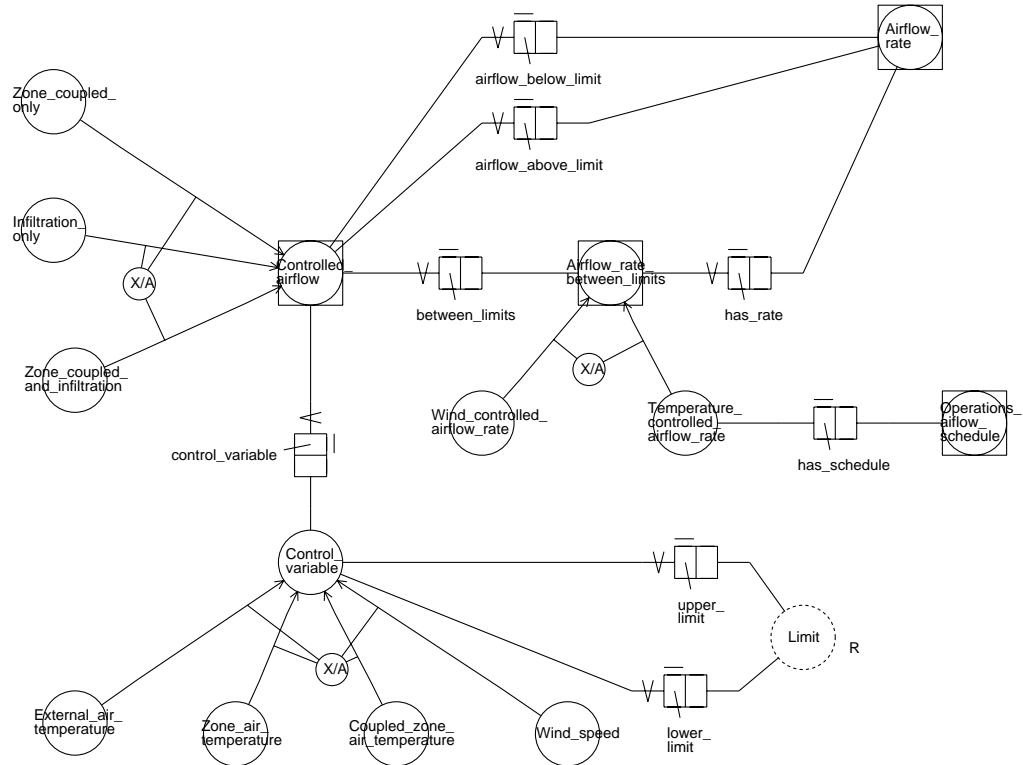 Airflow_
rate
airflow_below_limit
Zone_coupled_
only
airflow_above_limit
Infiltration_
only
X/A
Controlled_
airflow
between_limits
Airflow_rate_
between_limits
has_rate
Zone_coupled_
and_infiltration
X/A
Wind_controlled_
airflow_rate
Temperature_
controlled_
airflow_rate
has_schedule
Operations_
aiflow_
schedule
control_variable
Control_
variable
upper_
limit
Limit
R
X/A
External_air_
temperature
Zone_air_
temperature
Coupled_zone_
air_temperature
Wind_speed
lower_
limit